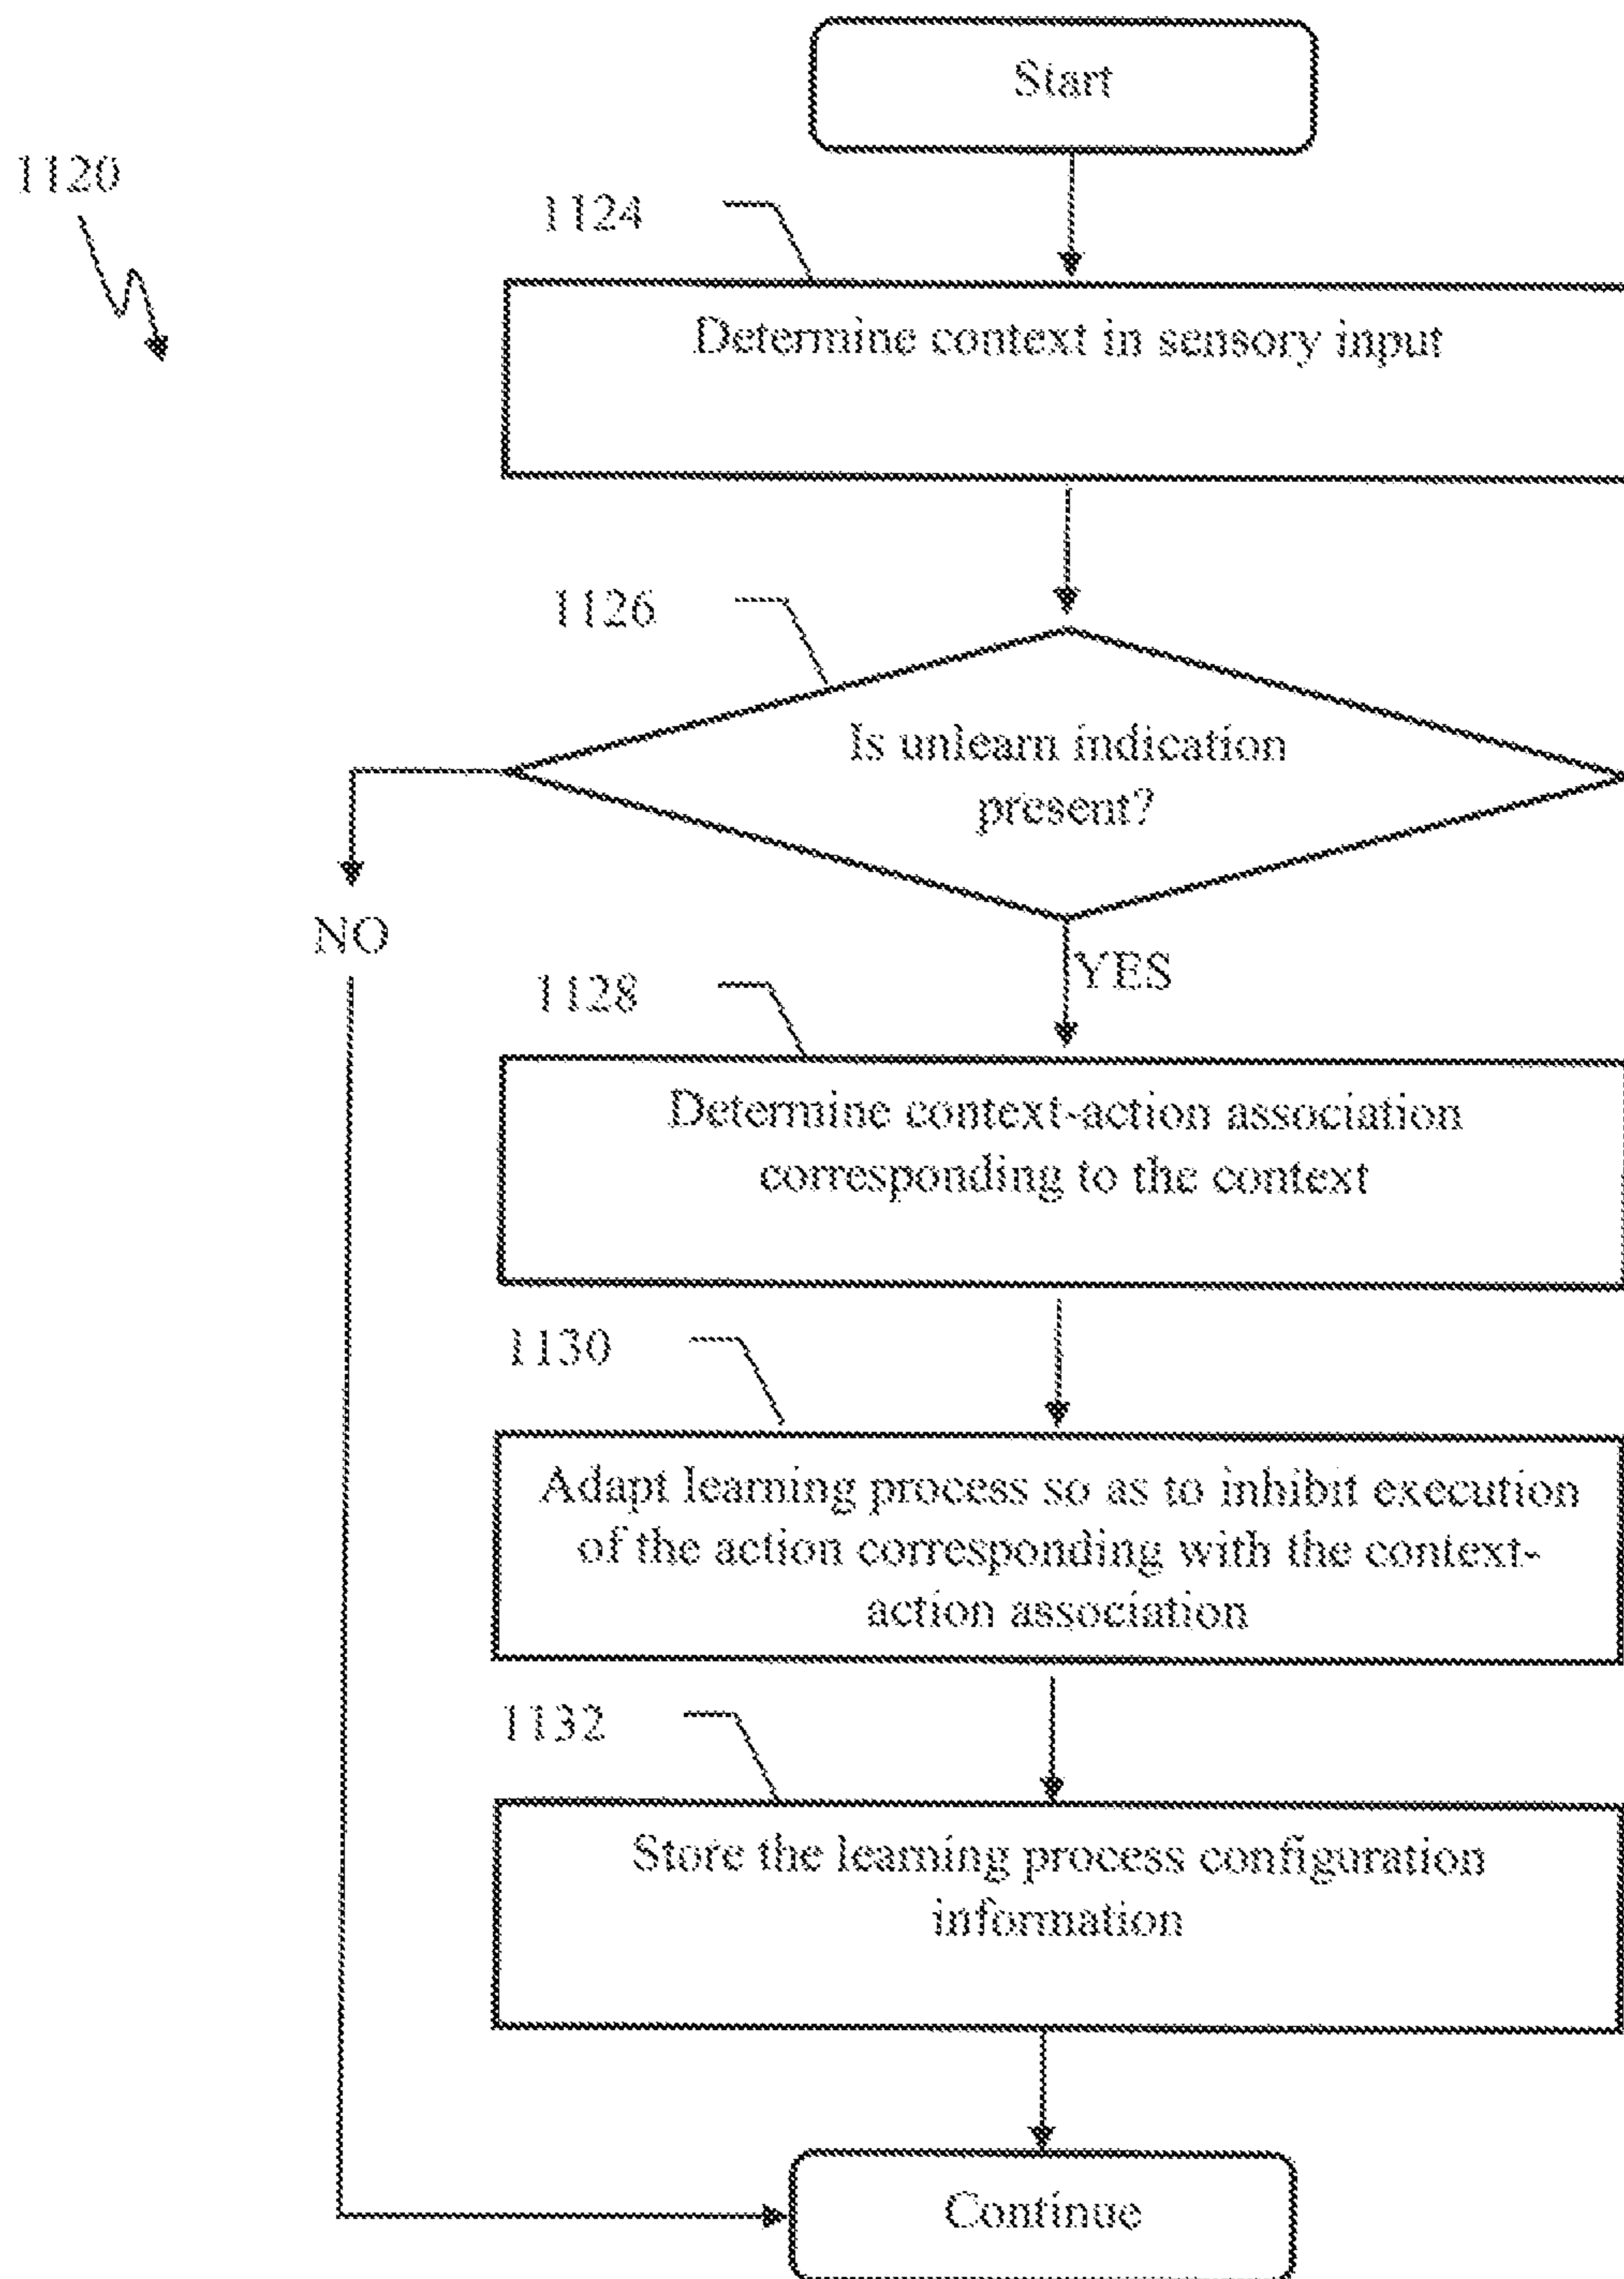 Start
1120
1124
Determine context in sensory input
1126
Is unlearn indication
present?
NO
YES
1128
Determine context-action association
corresponding to the context
1130
Adapt learning process so as to inhibit execution
of the action corresponding with the context-
action association
1132
Store the learning process configuration
information
Continue